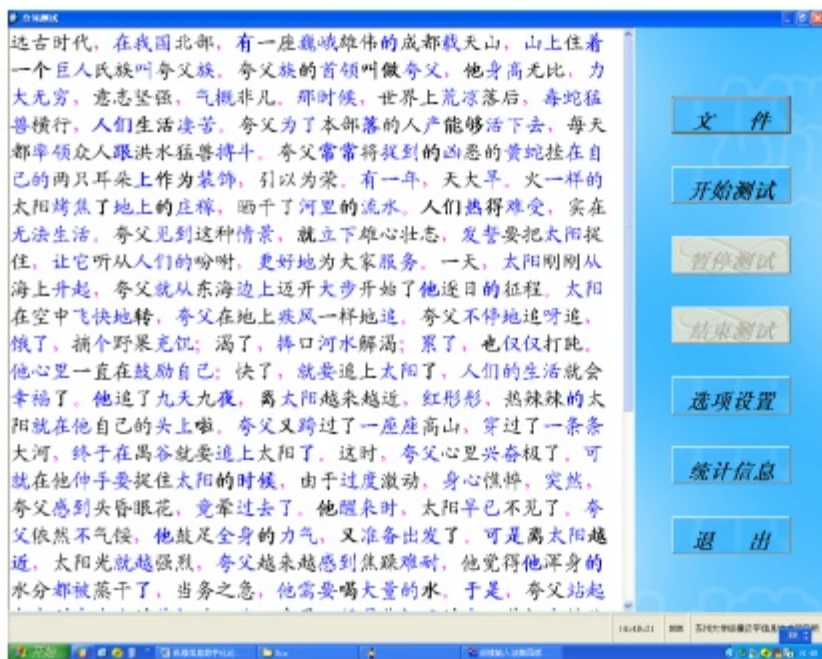 远古时代，在我国北部，有一座巍峨雄伟的成都载天山，山上住着
一个巨人氏族叫夸父族。夸父族的首领叫做夸父，他身高无比，力
大无穷，意志坚强，气概非凡。那时候，世界上荒凉落后，毒蛇猛
兽横行，人们生活凄苦。夸父为了本部落的人产能够活下去，每天
都率领众人跟洪水猛兽搏斗。夸父常常将捉到的凶恶的黄蛇挂在自
己的两只耳朵上作为装饰，引以为荣。有一年，天大旱。火一样的
太阳烤焦了地上的庄稼，晒干了河里的流水。人们热得难受，实在
无法生活。夸父见到这种情景，就立下雄心壮志，发誓要把太阳捉
住，让它听从人们的吩咐，更好地为大家服务。一天，太阳刚刚从
海上升起，夸父就从东海边上迈开大步开始了他逐日的征程。太阳
在空中飞快地转，夸父在地上疾风一样地追。夸父不停地追呀追，
饿了，摘个野果充饥；渴了，捧口河水解渴；累了，也仅仅打盹。
他心里一直在鼓励自己：快了，就要追上太阳了，人们的生活就会
幸福了。他追了九天九夜，离太阳越来越近，红彤彤、热辣辣的太
阳就在他自己的头上啦。夸父又跨过了一座座高山，穿过了一条条
大河，终于在禺谷就要追上太阳了。这时，夸父心里兴奋极了。可
就在他伸手要捉住太阳的时候，由于过度激动，身心憔悴，突然，
夸父感到头昏眼花，竟晕过去了。他醒来时，太阳早已不见了。夸
父依然不气馁，他鼓足全身的力气，又准备出发了。可是离太阳越
近，太阳光就越强烈，夸父越来越感到焦躁难耐，他觉得他浑身的
水分都被蒸干了，当务之急，他需要喝大量的水。于是，夸父站起
文 件
开始测试
暂停测试
结束测试
选项设置
统计信息
退 出
开始